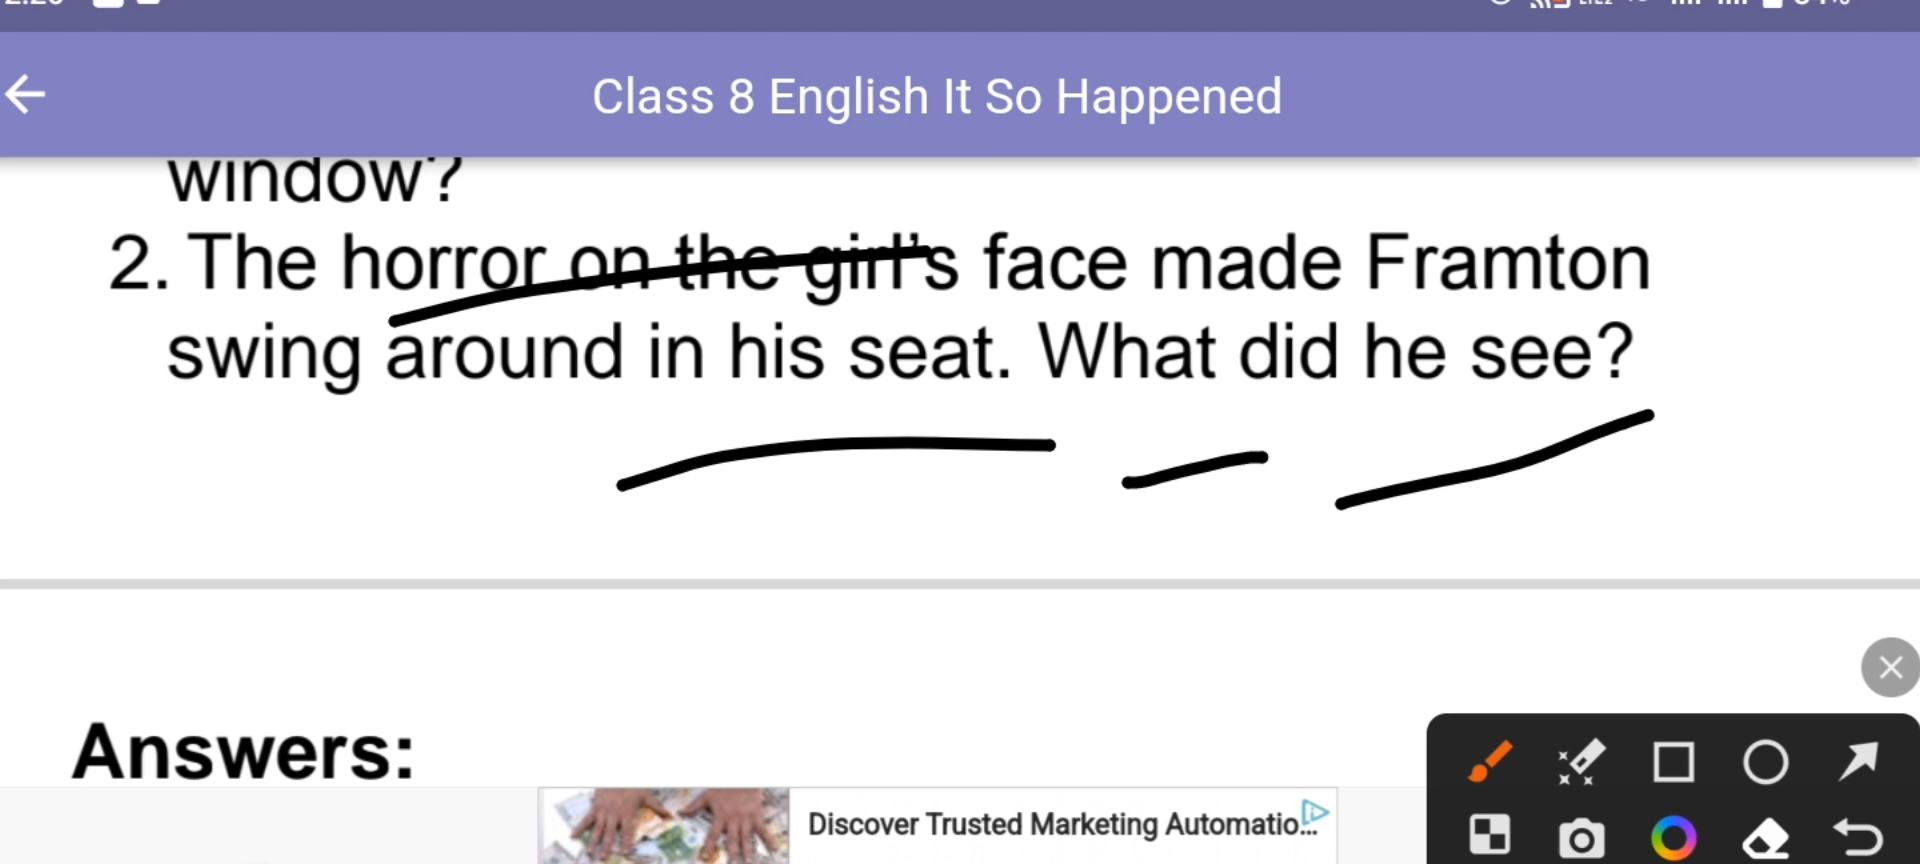 Class 8 English It So Happened
window?
2. The horror on the girl's face made Framton
swing around in his seat. What did he see?
Answers:
Discover Trusted Marketing Automatio...